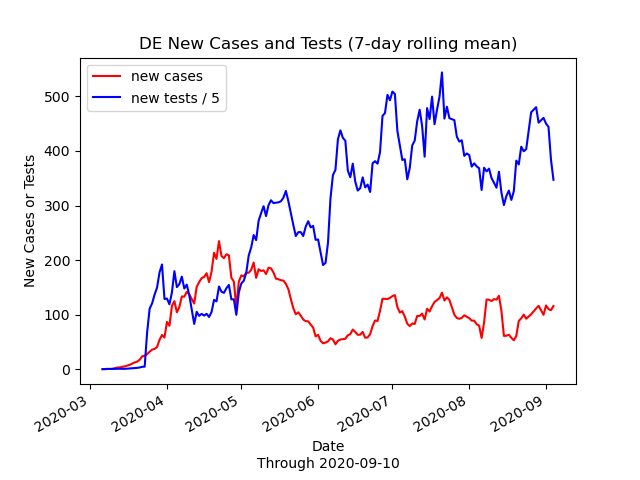 DE New Cases and Tests (7-day rolling mean)
new cases
new tests / 5
New Cases or Tests
500
400
300
200
100
0
2020-03
2020-04
2020-05
2020-06
2020-07
2020-08
2020-09
Date
Through 2020-09-10